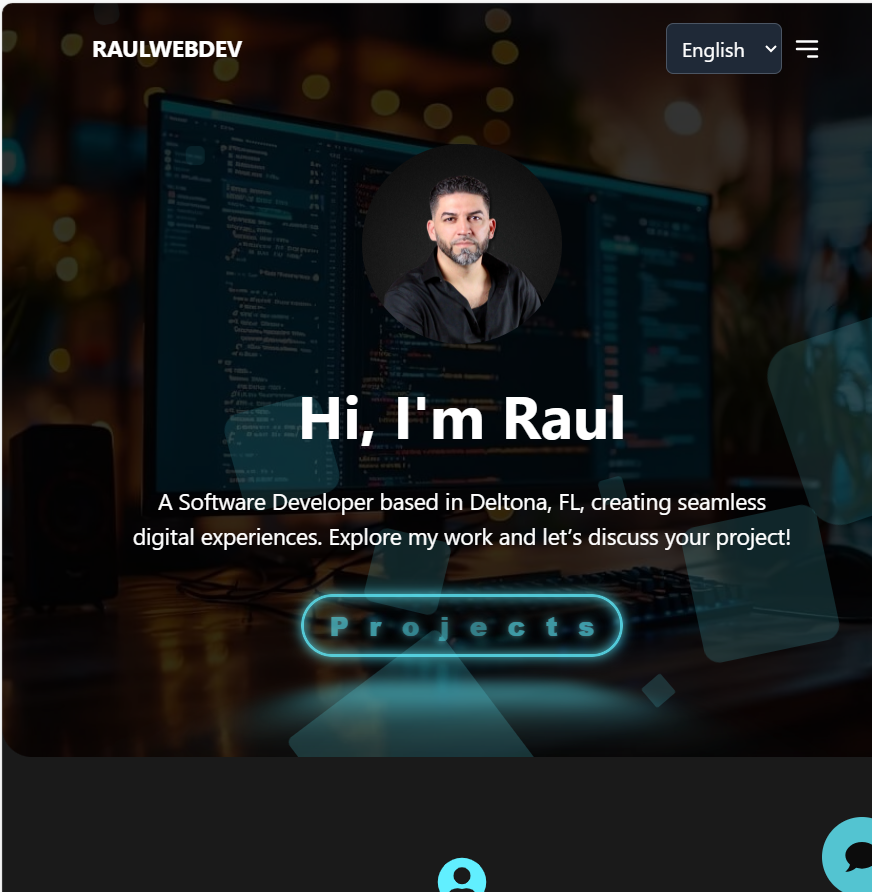 RAULWEBDEV
English
Hi, I'm Raul
A Software Developer based in Deltona, FL, creating seamless
digital experiences. Explore my work and let’s discuss your project!
Projects